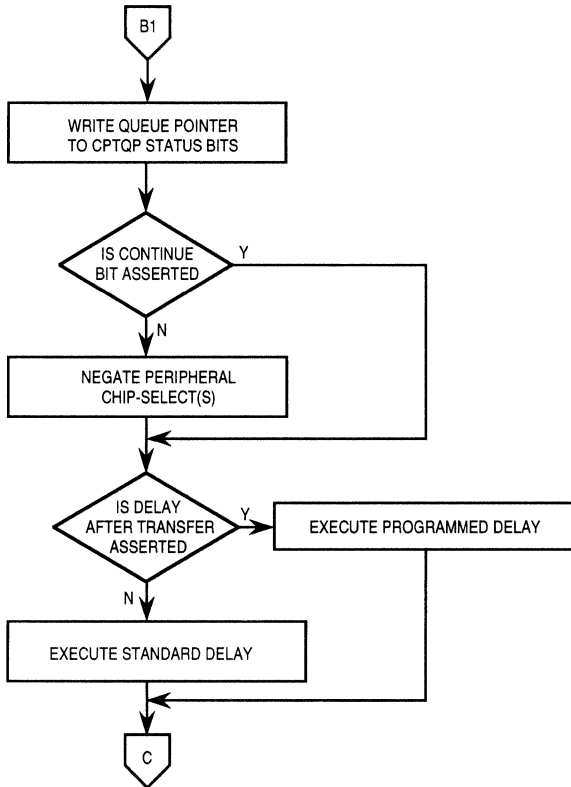 B1
WRITE QUEUE POINTER
TO CPTQP STATUS BITS
IS CONTINUE
BIT ASSERTED
Y
N
NEGATE PERIPHERAL
CHIP-SELECT(S)
IS DELAY
AFTER TRANSFER
ASSERTED
Y
EXECUTE PROGRAMMED DELAY
N
EXECUTE STANDARD DELAY
C